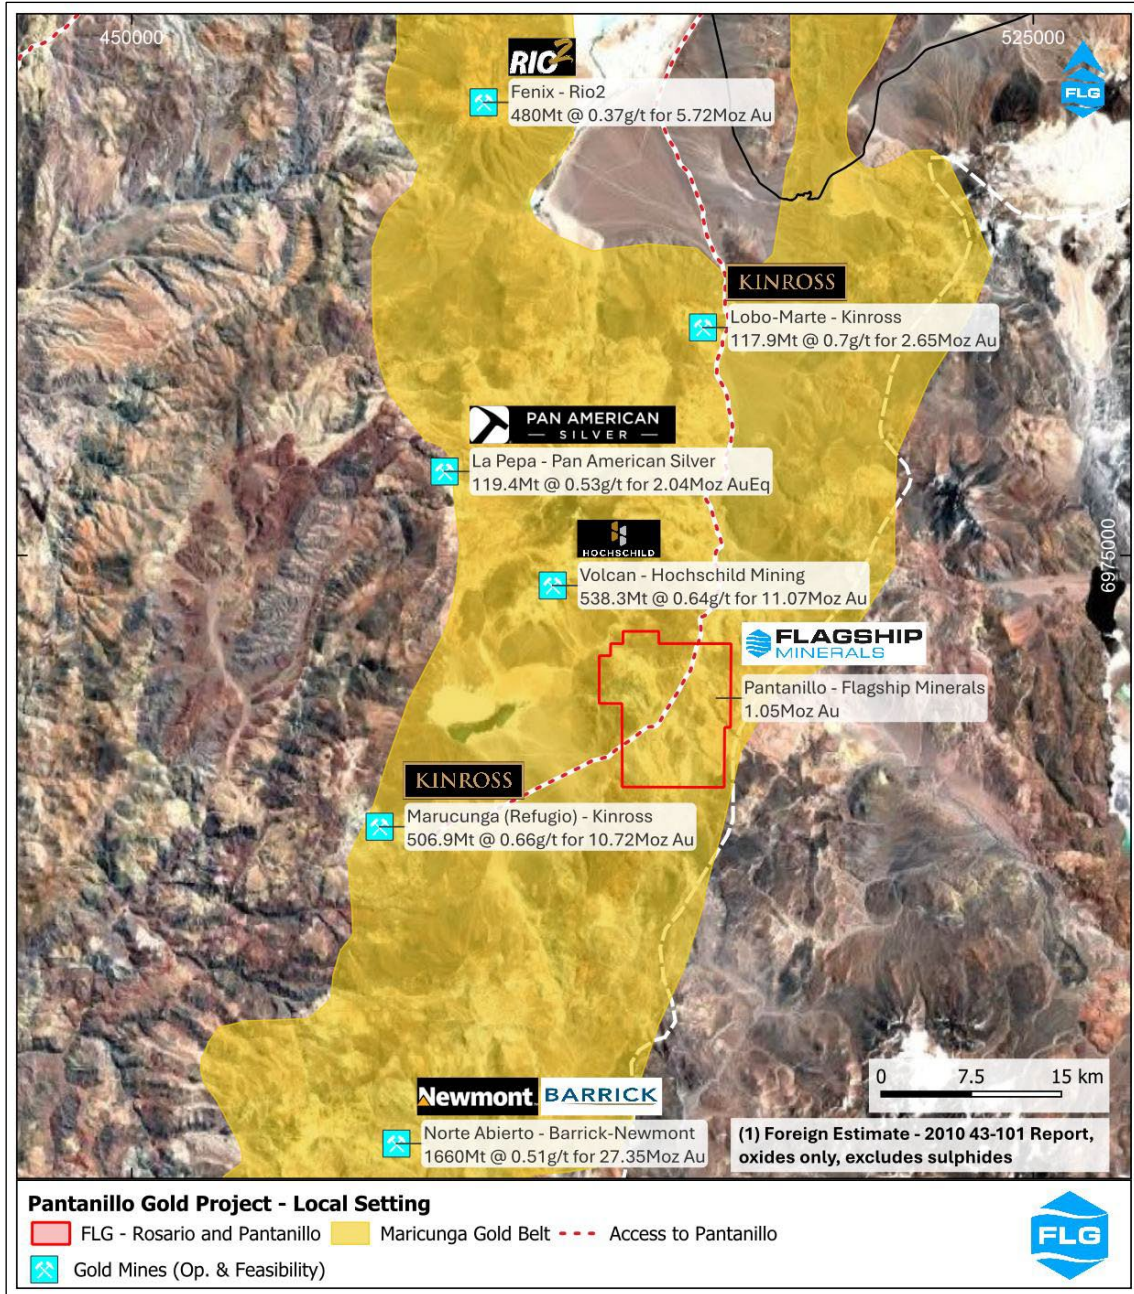 450000
525000
RIO2
FLG
Fenix - Rio2
480Mt @ 0.37g/t for 5.72Moz Au
KINROSS
Lobo-Marte - Kinross
117.9Mt @ 0.7g/t for 2.65Moz Au
PAN AMERICAN
— SILVER —
La Pepa - Pan American Silver
119.4Mt @ 0.53g/t for 2.04Moz AuEq
HOCHSCHILD
6975000
Volcan - Hochschild Mining
538.3Mt @ 0.64g/t for 11.07Moz Au
FLAGSHIP
MINERALS
Pantanillo - Flagship Minerals
1.05Moz Au
KINROSS
Marucunga (Refugio) - Kinross
506.9Mt @ 0.66g/t for 10.72Moz Au
0 7.5 15 km
Newmont BARRICK
Norte Abierto - Barrick-Newmont
1660Mt @ 0.51g/t for 27.35Moz Au
(1) Foreign Estimate - 2010 43-101 Report,
oxides only, excludes sulphides
Pantanillo Gold Project - Local Setting
FLG - Rosario and Pantanillo Maricunga Gold Belt Access to Pantanillo
Gold Mines (Op. & Feasibility)
FLG